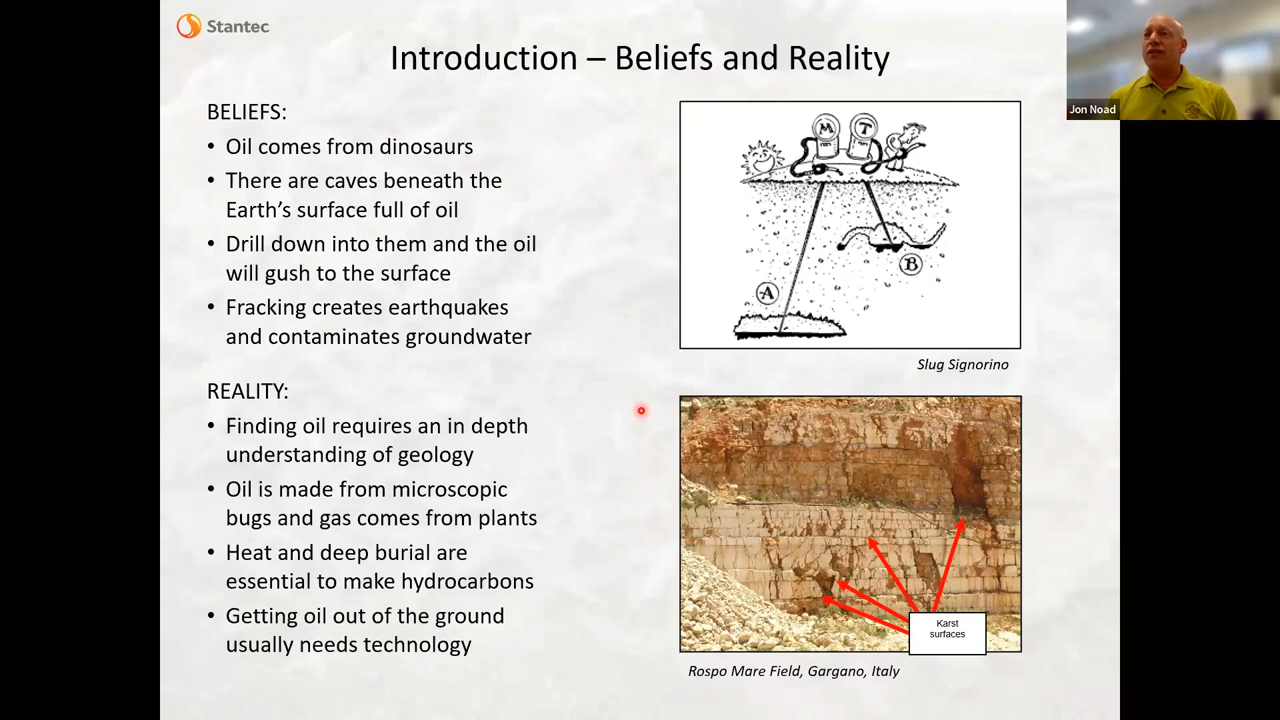 Stantec
Introduction – Beliefs and Reality
Jon Noad
BELIEFS:
• Oil comes from dinosaurs
• There are caves beneath the
Earth's surface full of oil
• Drill down into them and the oil
will gush to the surface
• Fracking creates earthquakes
and contaminates groundwater
REALITY:
• Finding oil requires an in depth
understanding of geology
• Oil is made from microscopic
bugs and gas comes from plants
• Heat and deep burial are
essential to make hydrocarbons
• Getting oil out of the ground
usually needs technology
M T
B
A
Slug Signorino
Karst
surfaces
Rospo Mare Field, Gargano, Italy